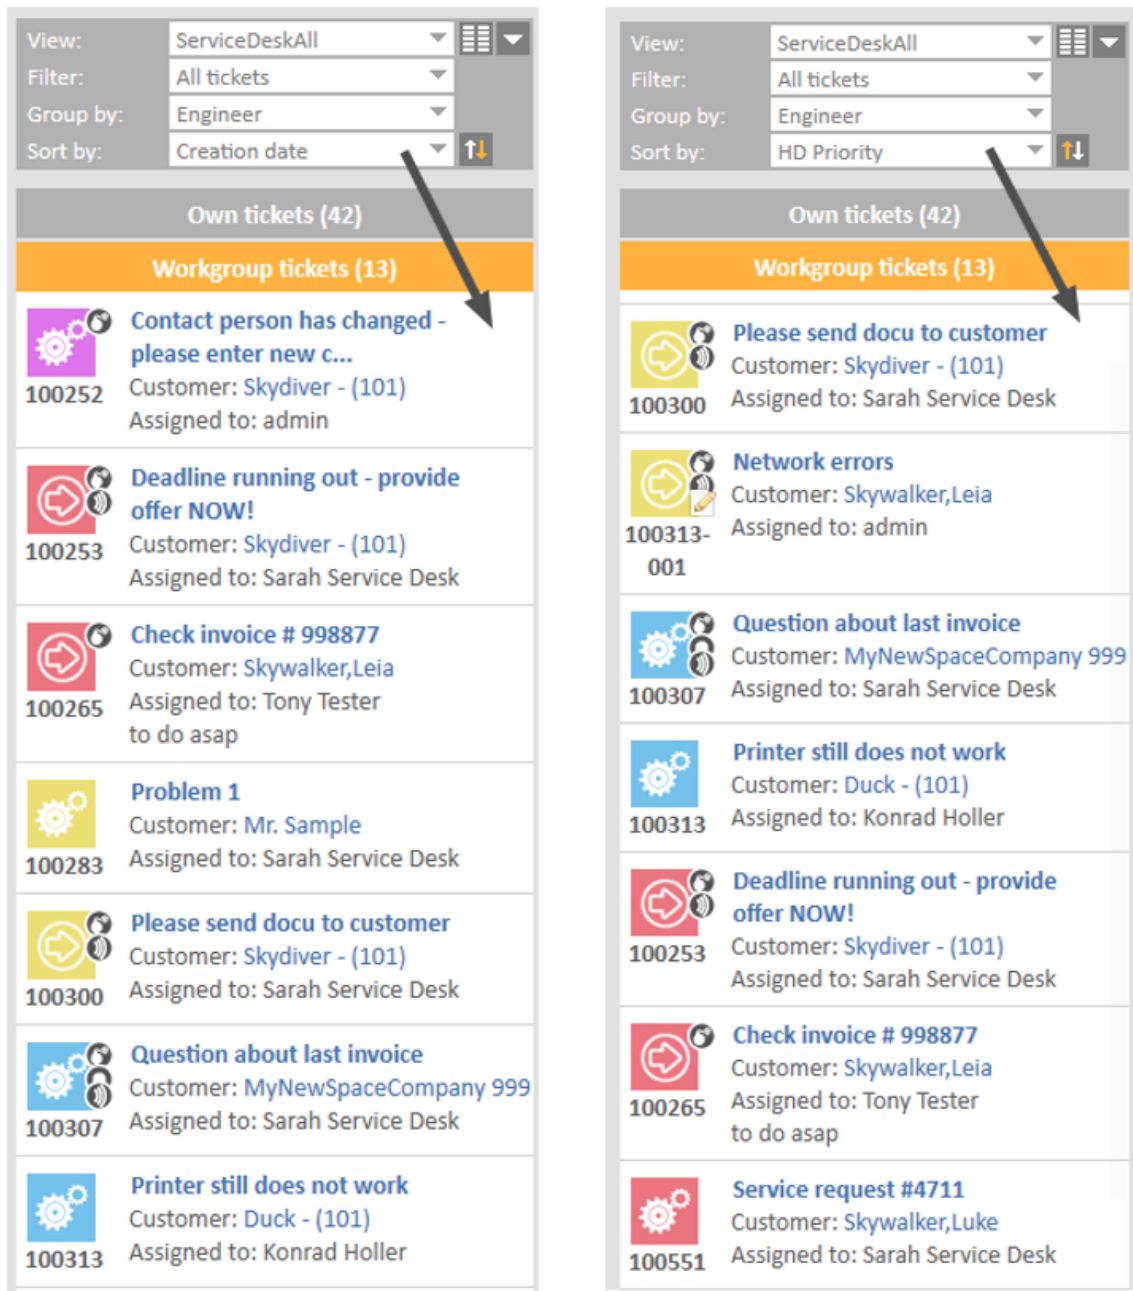 View: ServiceDeskAll
Filter: All tickets
Group by: Engineer
Sort by: Creation date
Own tickets (42)
Workgroup tickets (13)
Contact person has changed -
please enter new c...
100252
Customer: Skydiver - (101)
Assigned to: admin
Deadline running out - provide
offer NOW!
100253
Customer: Skydiver - (101)
Assigned to: Sarah Service Desk
Check invoice # 998877
Customer: Skywalker,Leia
100265
Assigned to: Tony Tester
to do asap
Problem 1
Customer: Mr. Sample
100283
Assigned to: Sarah Service Desk
Please send docu to customer
Customer: Skydiver - (101)
100300
Assigned to: Sarah Service Desk
Question about last invoice
Customer: MyNewSpaceCompany 999
100307
Assigned to: Sarah Service Desk
Printer still does not work
Customer: Duck - (101)
100313
Assigned to: Konrad Holler
View: ServiceDeskAll
Filter: All tickets
Group by: Engineer
Sort by: HD Priority
Own tickets (42)
Workgroup tickets (13)
Please send docu to customer
Customer: Skydiver - (101)
100300
Assigned to: Sarah Service Desk
Network errors
Customer: Skywalker,Leia
100313-
001
Assigned to: admin
Question about last invoice
Customer: MyNewSpaceCompany 999
100307
Assigned to: Sarah Service Desk
Printer still does not work
Customer: Duck - (101)
100313
Assigned to: Konrad Holler
Deadline running out - provide
offer NOW!
100253
Customer: Skydiver - (101)
Assigned to: Sarah Service Desk
Check invoice # 998877
Customer: Skywalker,Leia
100265
Assigned to: Tony Tester
to do asap
Service request #4711
Customer: Skywalker,Luke
100551
Assigned to: Sarah Service Desk